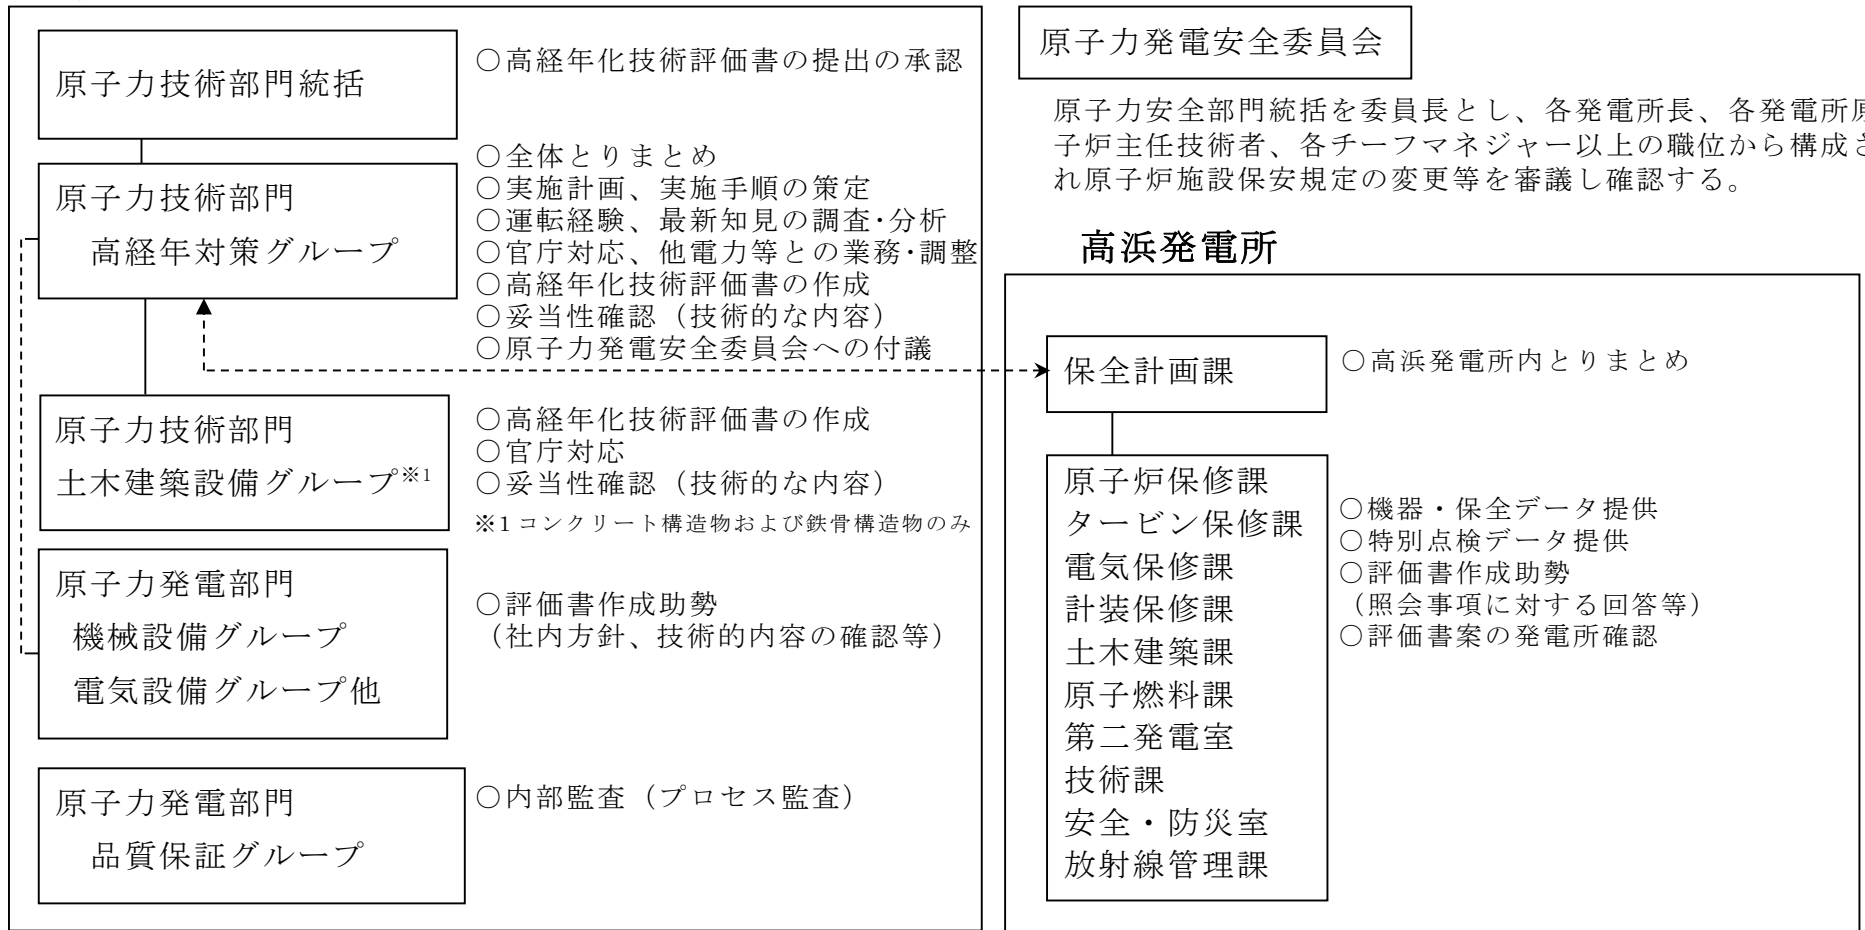 原子力技術部門統括
○高経年化技術評価書の提出の承認
原子力技術部門
高経年対策グループ
○全体とりまとめ
○実施計画、実施手順の策定
○運転経験、最新知見の調査・分析
○官庁対応、他電力等との業務・調整
○高経年化技術評価書の作成
○妥当性確認（技術的な内容）
○原子力発電安全委員会への付議
原子力技術部門
土木建築設備グループ※1
○高経年化技術評価書の作成
○官庁対応
○妥当性確認（技術的な内容）
※1コンクリート構造物および鉄骨構造物のみ
原子力発電部門
機械設備グループ
電気設備グループ他
○評価書作成助勢
（社内方針、技術的内容の確認等）
原子力発電部門
品質保証グループ
○内部監査（プロセス監査）
原子力発電安全委員会
原子力安全部門統括を委員長とし、各発電所長、各発電所原
子炉主任技術者、各チーフマネジャー以上の職位から構成さ
れ原子炉施設保安規定の変更等を審議し確認する。
高浜発電所
保全計画課
○高浜発電所内とりまとめ
原子炉保修課
タービン保修課
電気保修課
計装保修課
土木建築課
原子燃料課
第二発電室
技術課
安全・防災室
放射線管理課
○機器・保全データ提供
○特別点検データ提供
○評価書作成助勢
（照会事項に対する回答等）
○評価書案の発電所確認